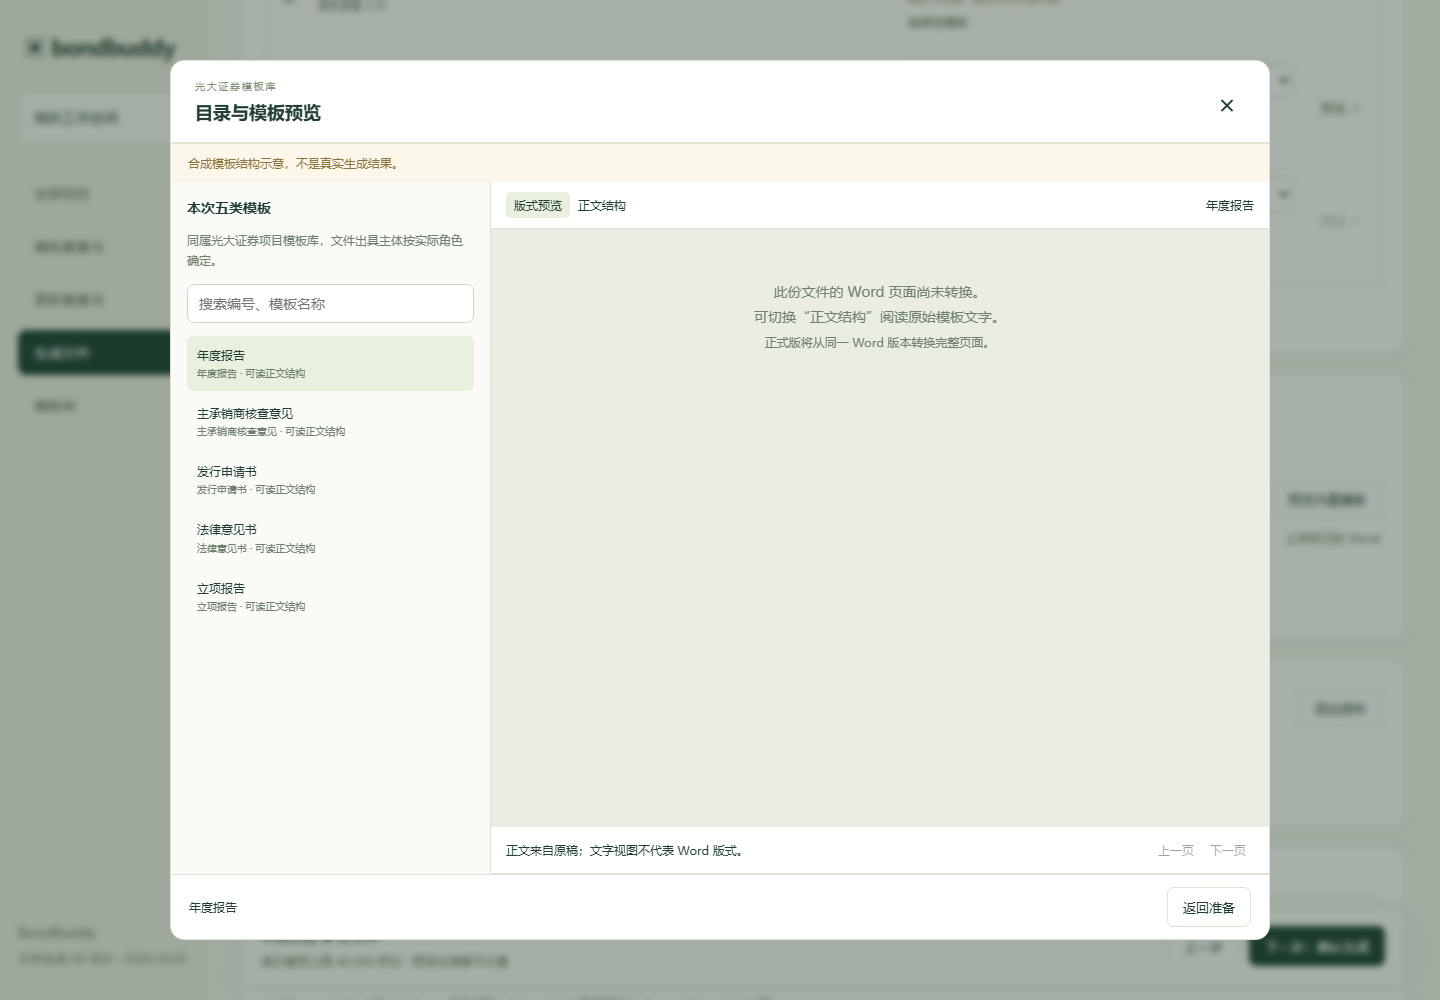 bondbuddy
光大证券模板库
目录与模板预览
合成模板结构示意，不是真实生成结果。
本次五类模板
同属光大证券项目模板库，文件出具主体按实际角色
确定。
搜索编号、模板名称
年度报告
年度报告 · 可读正文结构
主承销商核查意见
主承销商核查意见 · 可读正文结构
发行申请书
发行申请书 · 可读正文结构
法律意见书
法律意见书 · 可读正文结构
立项报告
立项报告 · 可读正文结构
版式预览 正文结构
年度报告
此份文件的 Word 页面尚未转换。
可切换“正文结构”阅读原始模板文字。
正式版将从同一 Word 版本转换完整页面。
正文来自原稿；文字视图不代表 Word 版式。
上一页 下一页
年度报告
返回准备
BondBuddy
上一步